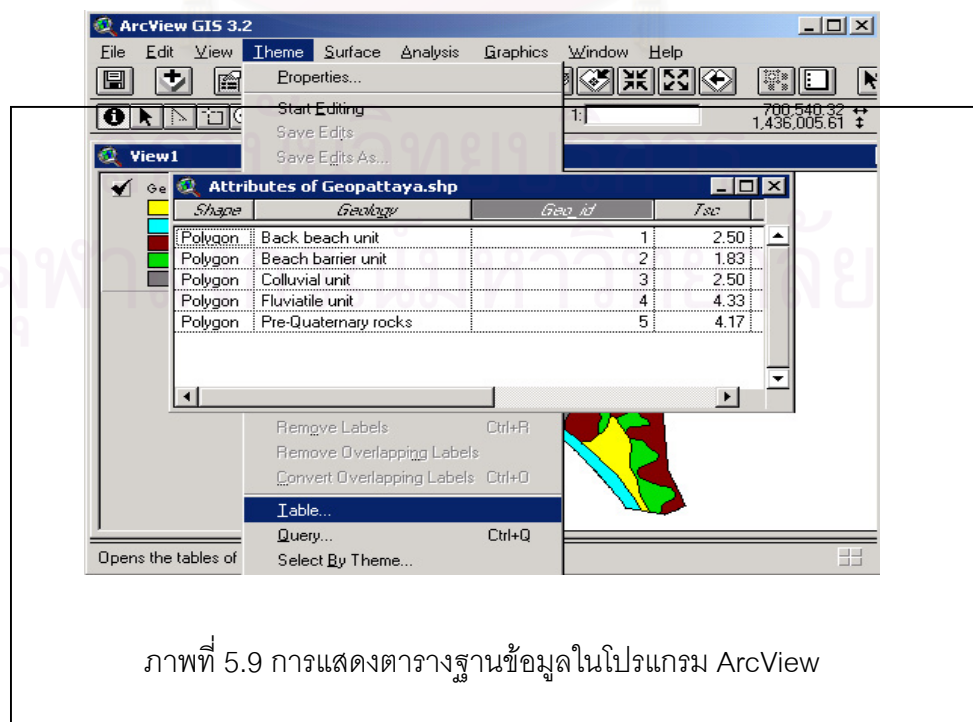 ArcView GIS 3.2
File Edit View Theme Surface Analysis Graphics Window Help
Properties...
Start Editing
Save Edits
Save Edits As...
1:
700,540.32
1,436,005.61
View1
Ge
Attributes of Geopattaya.shp
Shape Geology Geo_id Tsc
Polygon Back beach unit 1 2.50
Polygon Beach barrier unit 2 1.83
Polygon Colluvial unit 3 2.50
Polygon Fluviatile unit 4 4.33
Polygon Pre-Quaternary rocks 5 4.17
Remove Labels Ctrl+R
Remove Overlapping Labels
Convert Overlapping Labels Ctrl+O
Table...
Query... Ctrl+Q
Select By Theme...
Opens the tables of
ภาพที่ 5.9 การแสดงตารางฐานข้อมูลในโปรแกรม ArcView